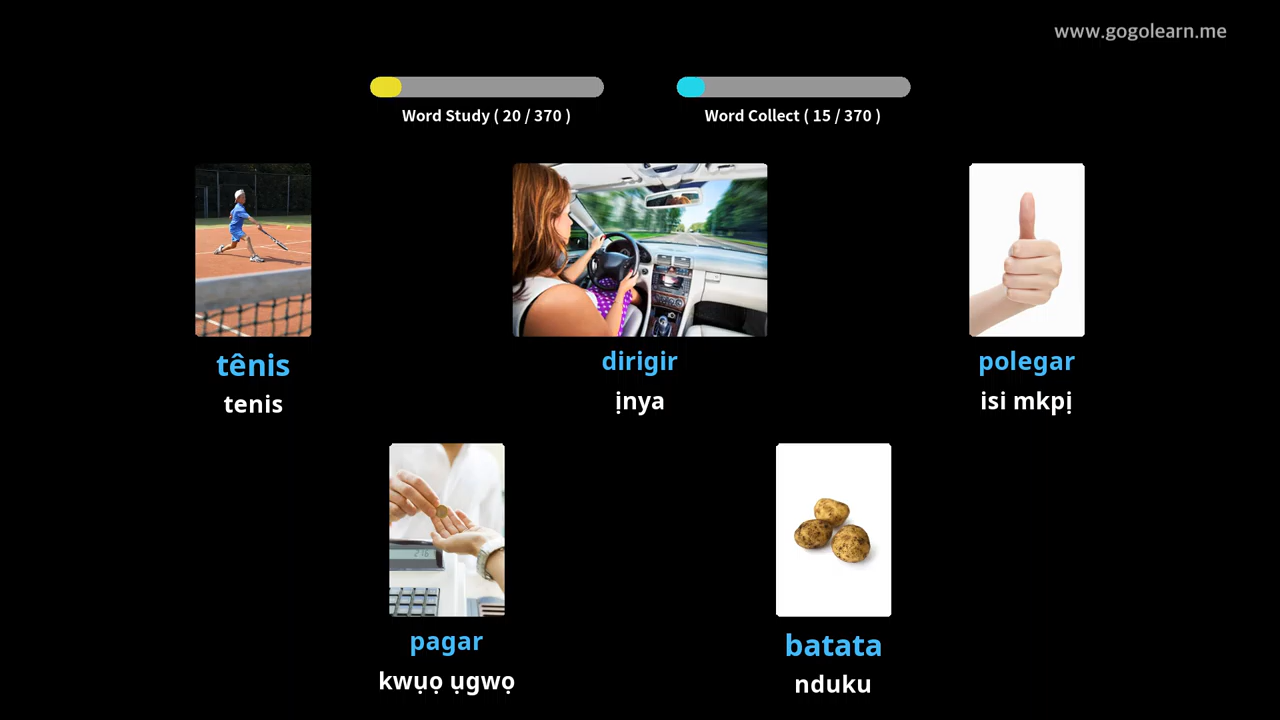 www.gogolearn.me
Word Study ( 20 / 370 )
Word Collect ( 15 / 370 )
tênis
tenis
dirigir
ịnya
polegar
isi mkpị
pagar
kwụọ ụgwọ
batata
nduku